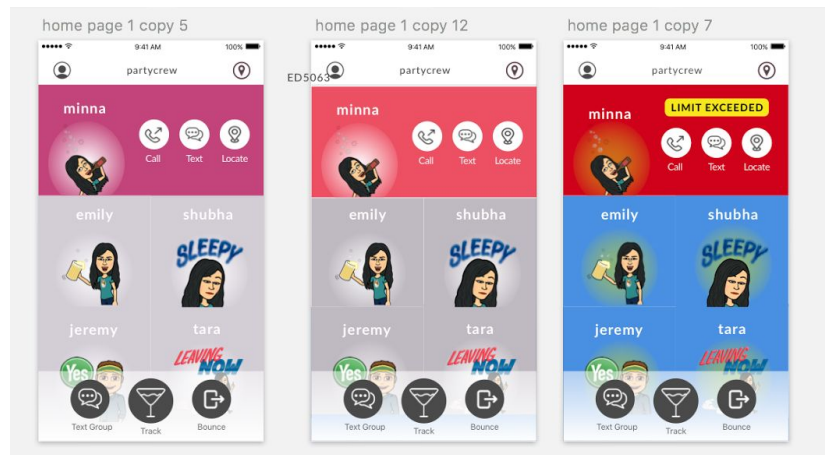 home page 1 copy 5
9:41 AM 100%
partycrew
minna
Call Text Locate
emily shubha
SLEEPY
jeremy tara
Yes LEAVING
NOW
Text Group Track Bounce
home page 1 copy 12
9:41 AM 100%
ED5063 partycrew
minna
Call Text Locate
emily shubha
SLEEPY
jeremy tara
Yes LEAVING
NOW
Text Group Track Bounce
home page 1 copy 7
9:41 AM 100%
partycrew
minna LIMIT EXCEEDED
Call Text Locate
emily shubha
SLEEPY
jeremy tara
Yes LEAVING
NOW
Text Group Track Bounce